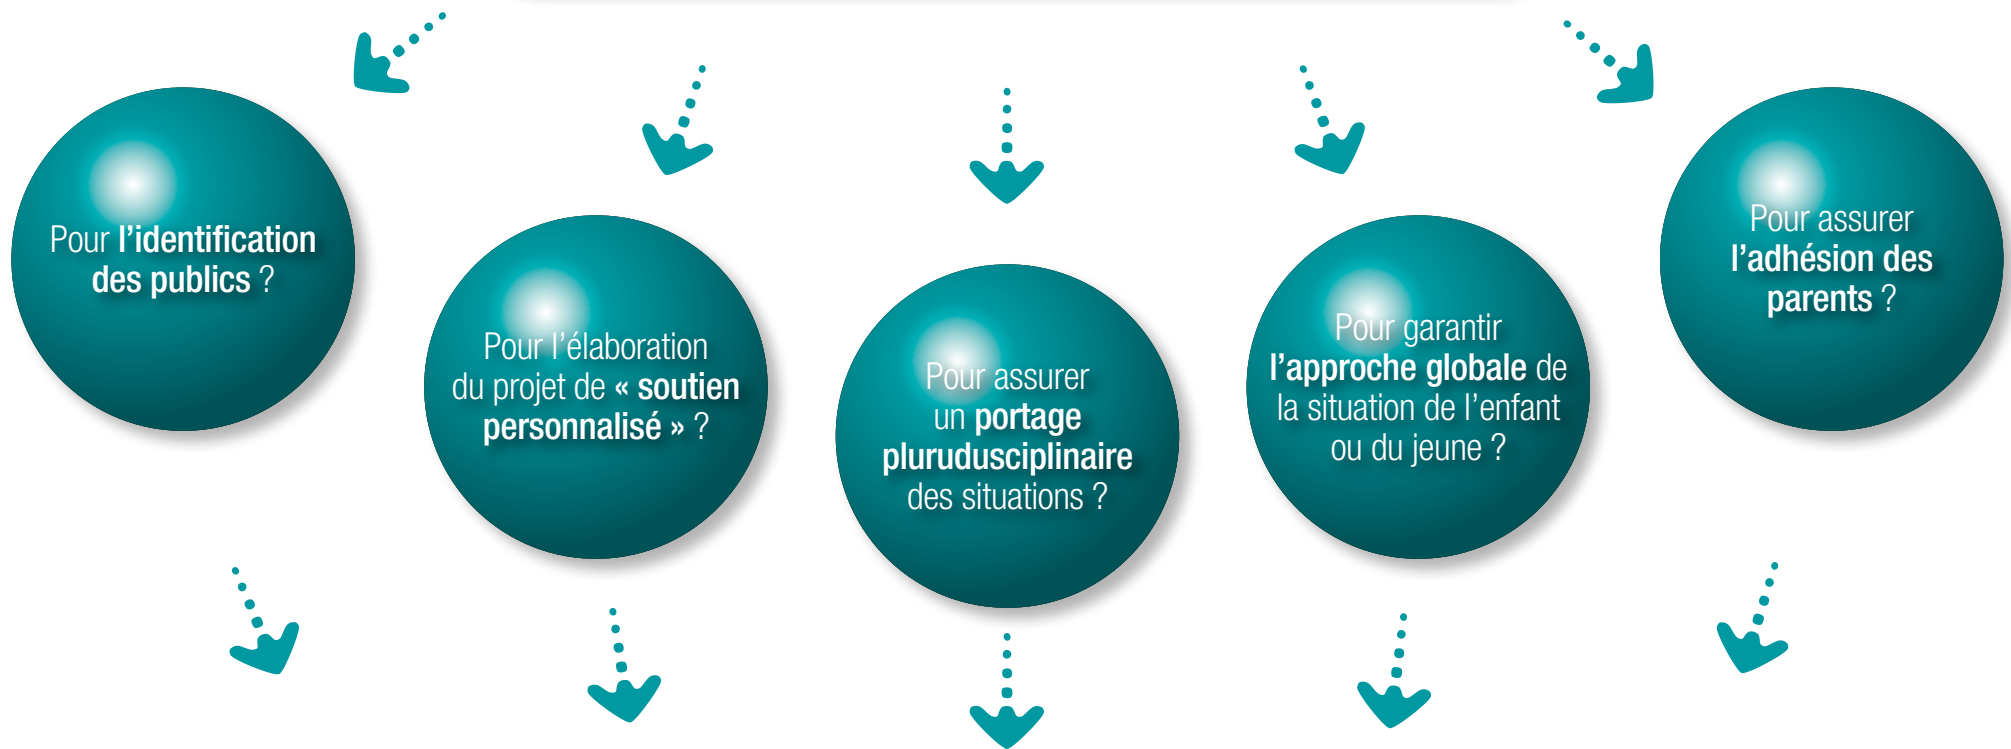 Pour l’identification
des publics ?
Pour l’élaboration
du projet de « soutien
personnalisé » ?
Pour assurer
un portage
plurudusciplinaire
des situations ?
Pour garantir
l’approche globale de
la situation de l’enfant
ou du jeune ?
Pour assurer
l’adhésion des
parents ?